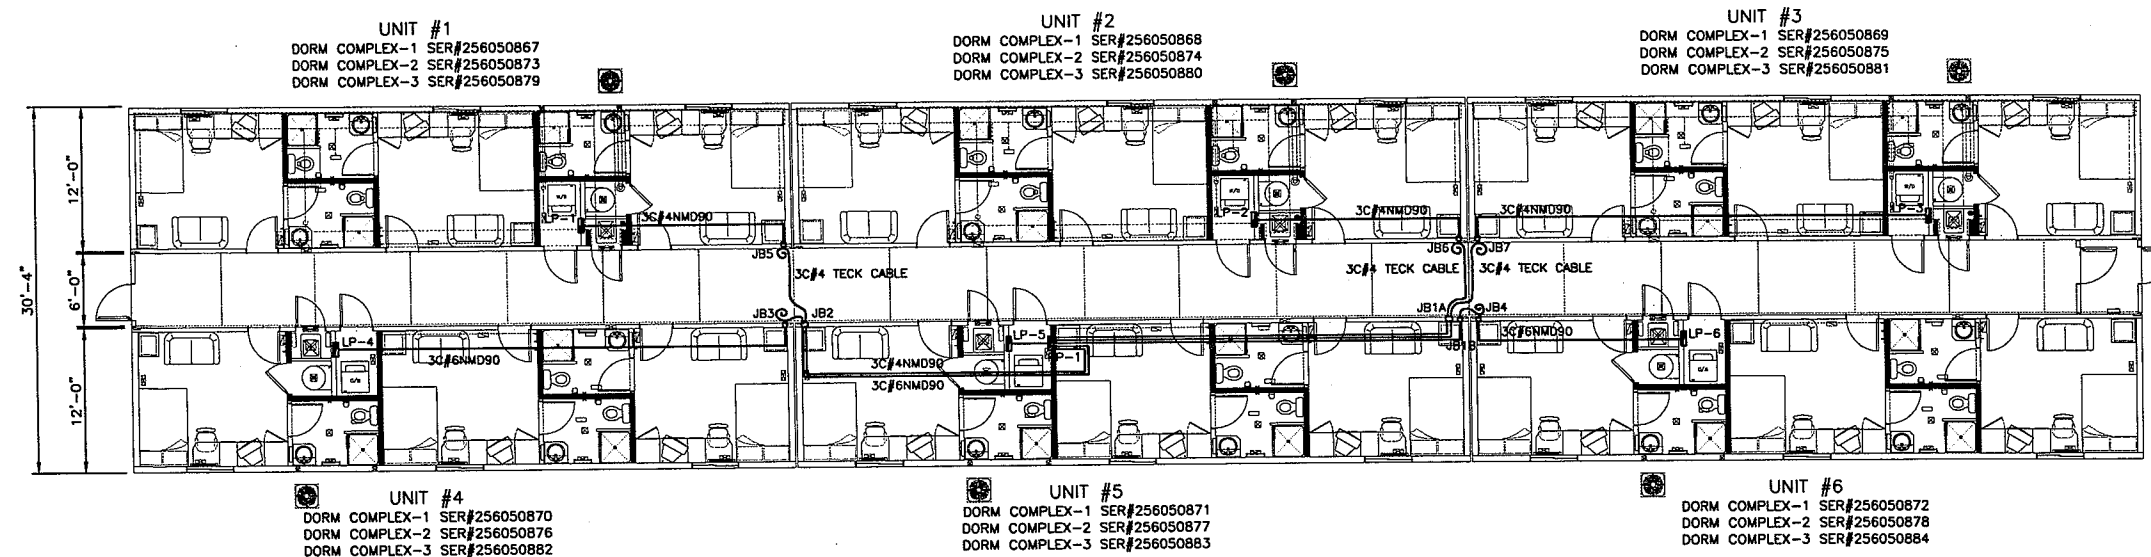 UNIT #1
DORM COMPLEX-1 SER#256050867
DORM COMPLEX-2 SER#256050873
DORM COMPLEX-3 SER#256050879
UNIT #2
DORM COMPLEX-1 SER#256050868
DORM COMPLEX-2 SER#256050874
DORM COMPLEX-3 SER#256050880
UNIT #3
DORM COMPLEX-1 SER#256050869
DORM COMPLEX-2 SER#256050875
DORM COMPLEX-3 SER#256050881
30'-4"
12'-0"
6'-0"
12'-0"
W/D
W/D
W/D
LP-1
3C#4NMD90
LP-2
3C#4NMD90
3C#4NMD90
LP-3
JB5
JB6
JB7
3C#4 TECK CABLE
3C#4 TECK CABLE
3C#4 TECK CABLE
JB3
JB2
JB1A
JB4
LP-4
3C#6NMD90
LP-5
3C#4NMD90
3C#6NMD90
JB1B
3C#6NMD90
LP-6
UNIT #4
DORM COMPLEX-1 SER#256050870
DORM COMPLEX-2 SER#256050876
DORM COMPLEX-3 SER#256050882
UNIT #5
DORM COMPLEX-1 SER#256050871
DORM COMPLEX-2 SER#256050877
DORM COMPLEX-3 SER#256050883
UNIT #6
DORM COMPLEX-1 SER#256050872
DORM COMPLEX-2 SER#256050878
DORM COMPLEX-3 SER#256050884